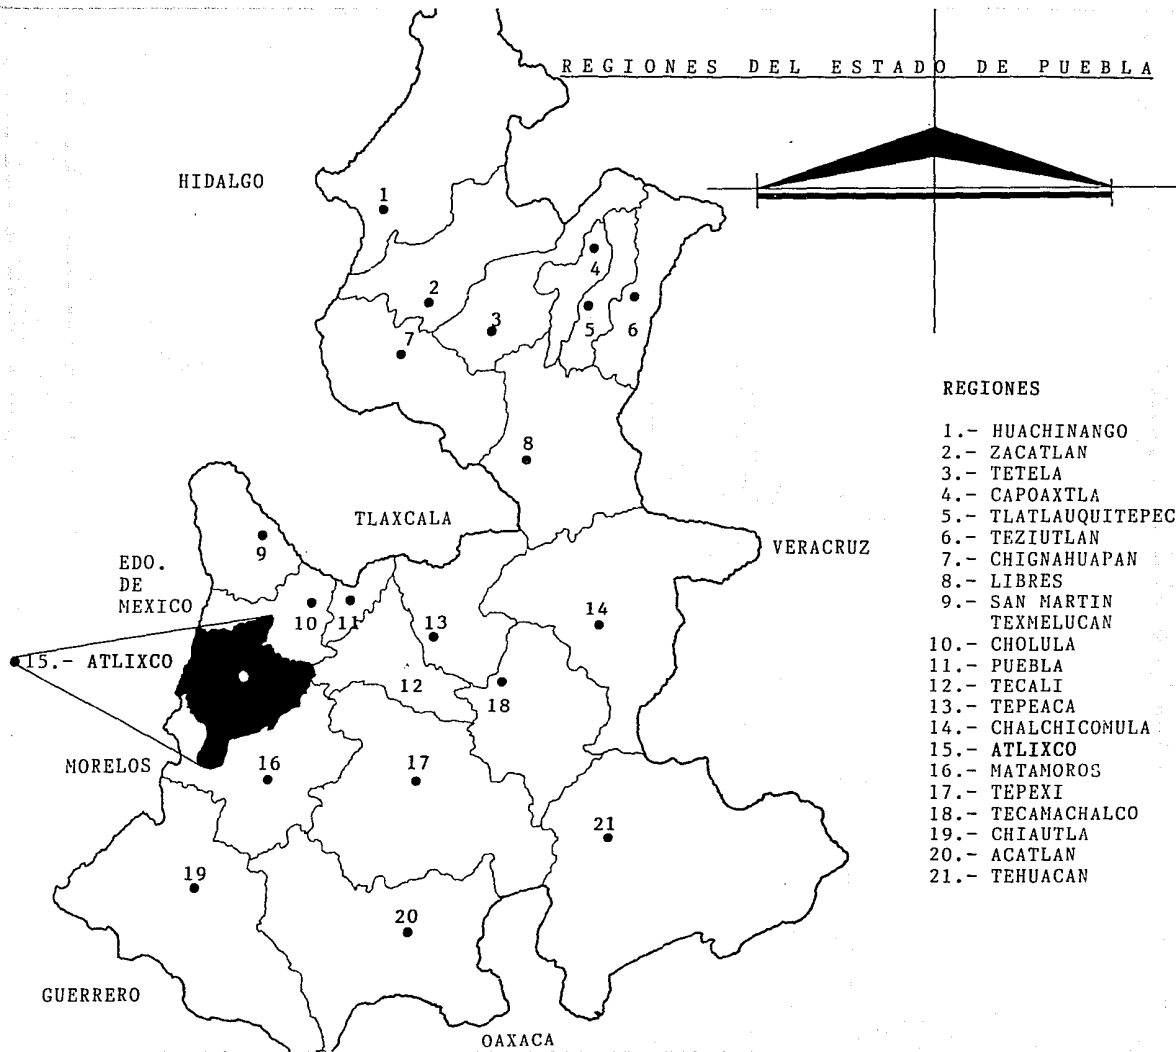 REGIONES DEL ESTADO DE PUEBLA
HIDALGO
1
2
3
4
5
6
7
8
TLAXCALA
VERACRUZ
9
EDO.
DE
MEXICO
10
11
13
14
15.- ATLIXCO
12
18
MORELOS
16
17
21
19
20
GUERRERO
OAXACA
REGIONES
1.- HUACHINANGO
2.- ZACATLAN
3.- TETELA
4.- CAPOAXTLA
5.- TLATLAUQUITEPEC
6.- TEZIUTLAN
7.- CHIGNAHUAPAN
8.- LIBRES
9.- SAN MARTIN
TEXMELUCAN
10.- CHOLULA
11.- PUEBLA
12.- TECALI
13.- TEPEACA
14.- CHALCHICOMULA
15.- ATLIXCO
16.- MATAMOROS
17.- TEPEXI
18.- TECAMACHALCO
19.- CHIAUTLA
20.- ACATLAN
21.- TEHUACAN